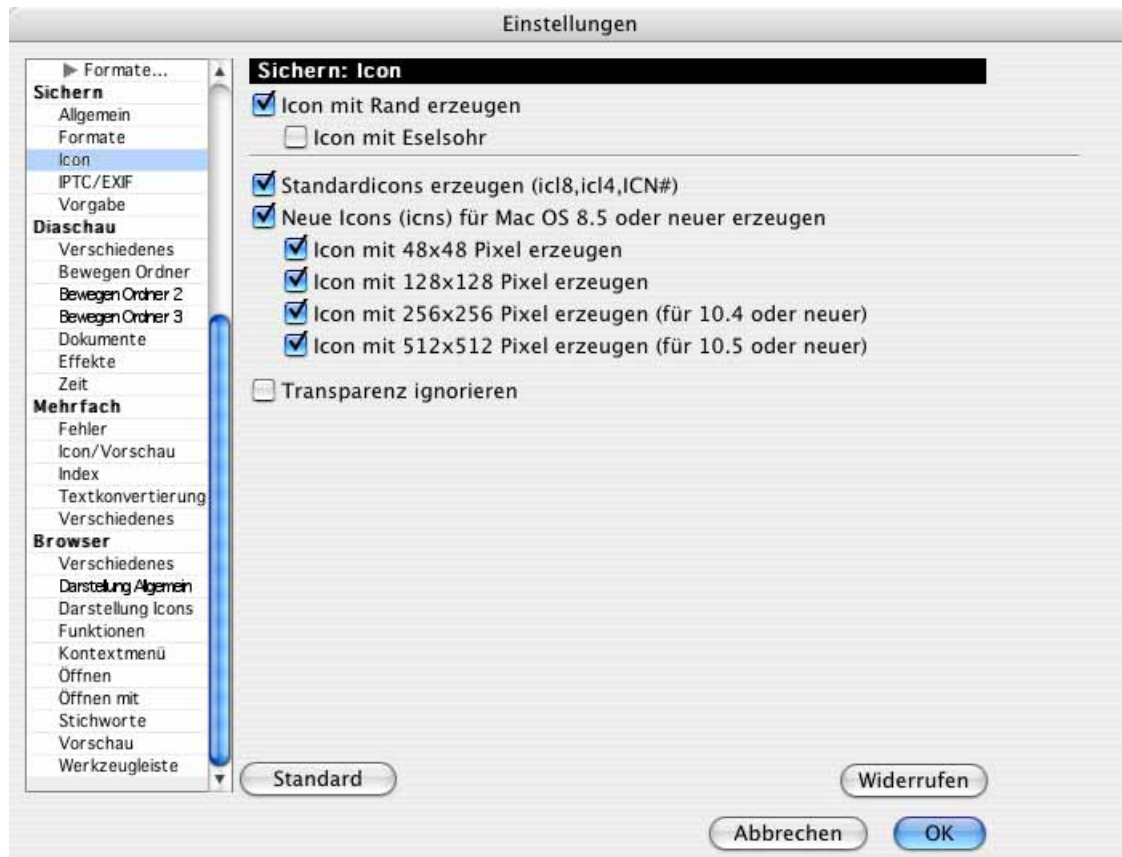 Einstellungen
Formate...
Sichern
Allgemein
Formate
Icon
IPTC/EXIF
Vorgabe
Diaschau
Verschiedenes
Bewegen Ordner
Bewegen Ordner 2
Bewegen Ordner 3
Dokumente
Effekte
Zeit
Mehrfach
Fehler
Icon/Vorschau
Index
Textkonvertierung
Verschiedenes
Browser
Verschiedenes
Darstellung Allgemein
Darstellung Icons
Funktionen
Kontextmenü
Öffnen
Öffnen mit
Stichworte
Vorschau
Werkzeugleiste
Sichern: Icon
Icon mit Rand erzeugen
Icon mit Eselsohr
Standardicons erzeugen (icl8,icl4,ICN#)
Neue Icons (icns) für Mac OS 8.5 oder neuer erzeugen
Icon mit 48x48 Pixel erzeugen
Icon mit 128x128 Pixel erzeugen
Icon mit 256x256 Pixel erzeugen (für 10.4 oder neuer)
Icon mit 512x512 Pixel erzeugen (für 10.5 oder neuer)
Transparenz ignorieren
Standard
Widerrufen
Abbrechen
OK